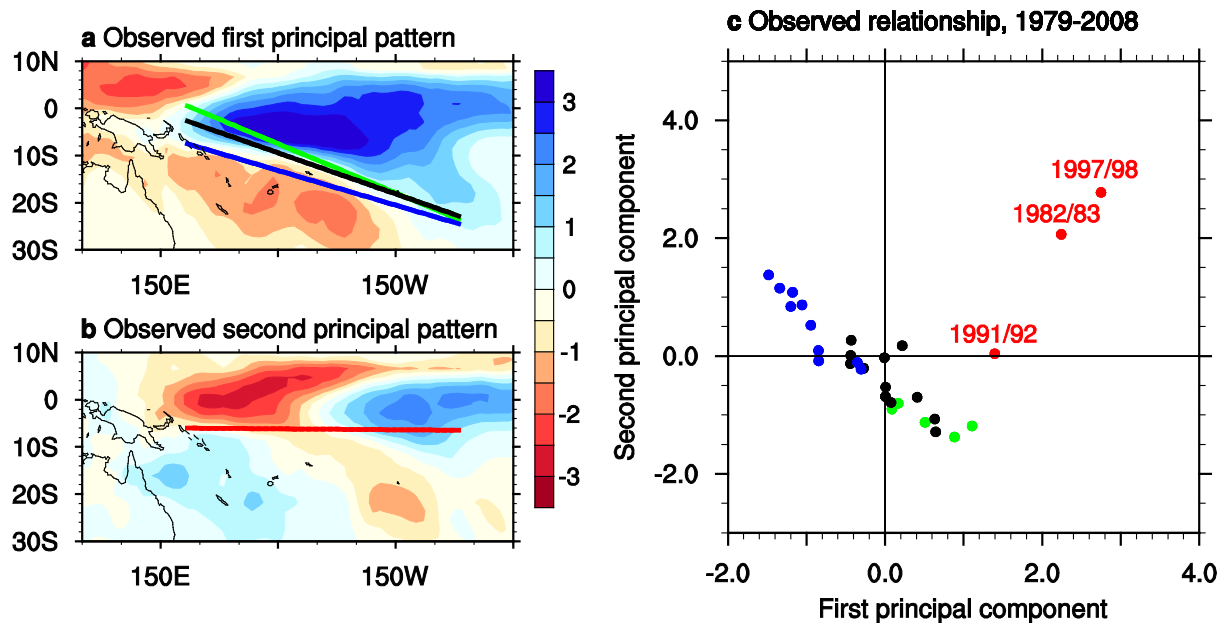 a Observed first principal pattern
10N
0
10S
20S
30S
150E
150W
b Observed second principal pattern
10N
0
10S
20S
30S
150E
150W
3
2
1
0
-1
-2
-3
c Observed relationship, 1979-2008
Second principal component
4.0
2.0
0.0
-2.0
1997/98
1982/83
1991/92
-2.0
0.0
2.0
4.0
First principal component